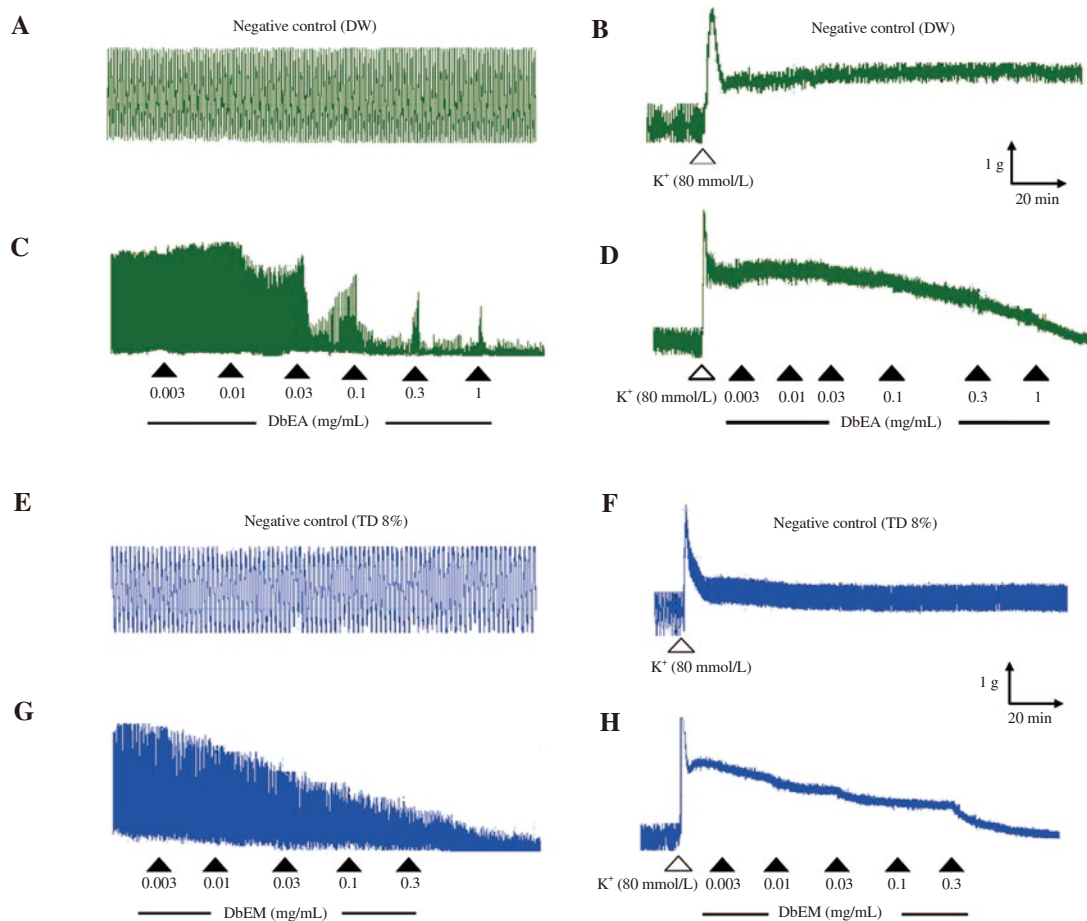 A
Negative control (DW)
B
Negative control (DW)
K+ (80 mmol/L)
1 g
20 min
C
0.003 0.01 0.03 0.1 0.3 1
DbEA (mg/mL)
D
K+ (80 mmol/L) 0.003 0.01 0.03 0.1 0.3 1
DbEA (mg/mL)
E
Negative control (TD 8%)
F
Negative control (TD 8%)
K+ (80 mmol/L)
1 g
20 min
G
0.003 0.01 0.03 0.1 0.3
DbEM (mg/mL)
H
K+ (80 mmol/L) 0.003 0.01 0.03 0.1 0.3
DbEM (mg/mL)